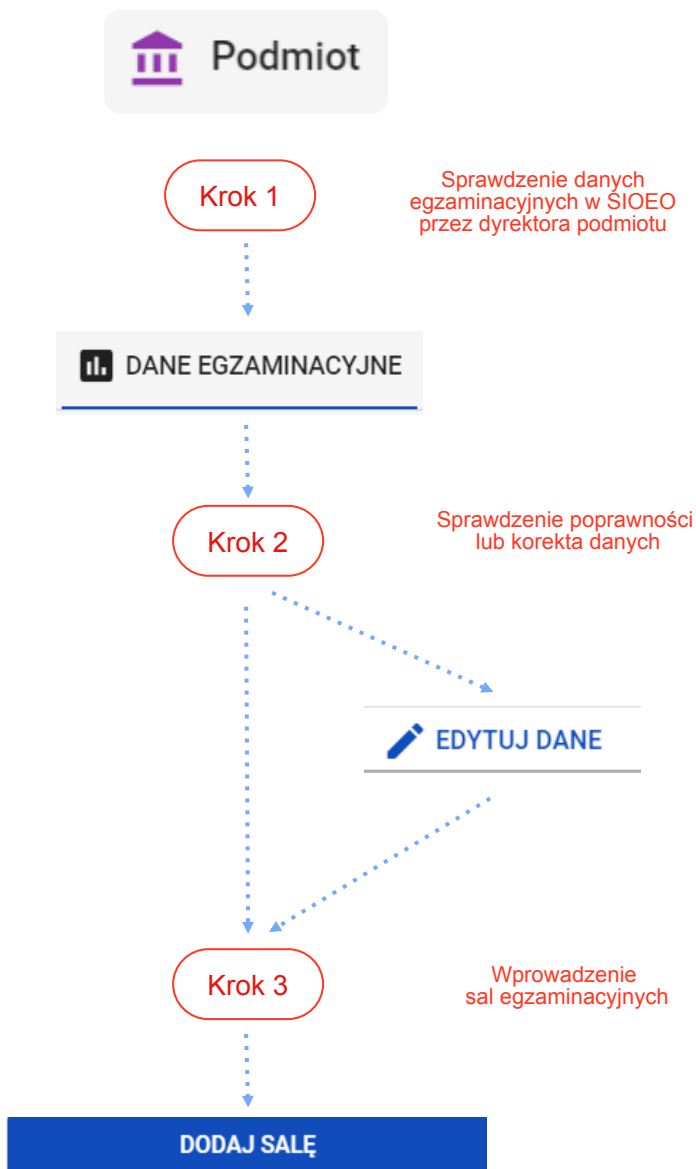 Podmiot
Krok 1
Sprawdzenie danych
egzaminacyjnych w SIOEO
przez dyrektora podmiotu
DANE EGZAMINACYJNE
Krok 2
Sprawdzenie poprawności
lub korekta danych
EDYTUJ DANE
Krok 3
Wprowadzenie
sal egzaminacyjnych
DODAJ SALĘ